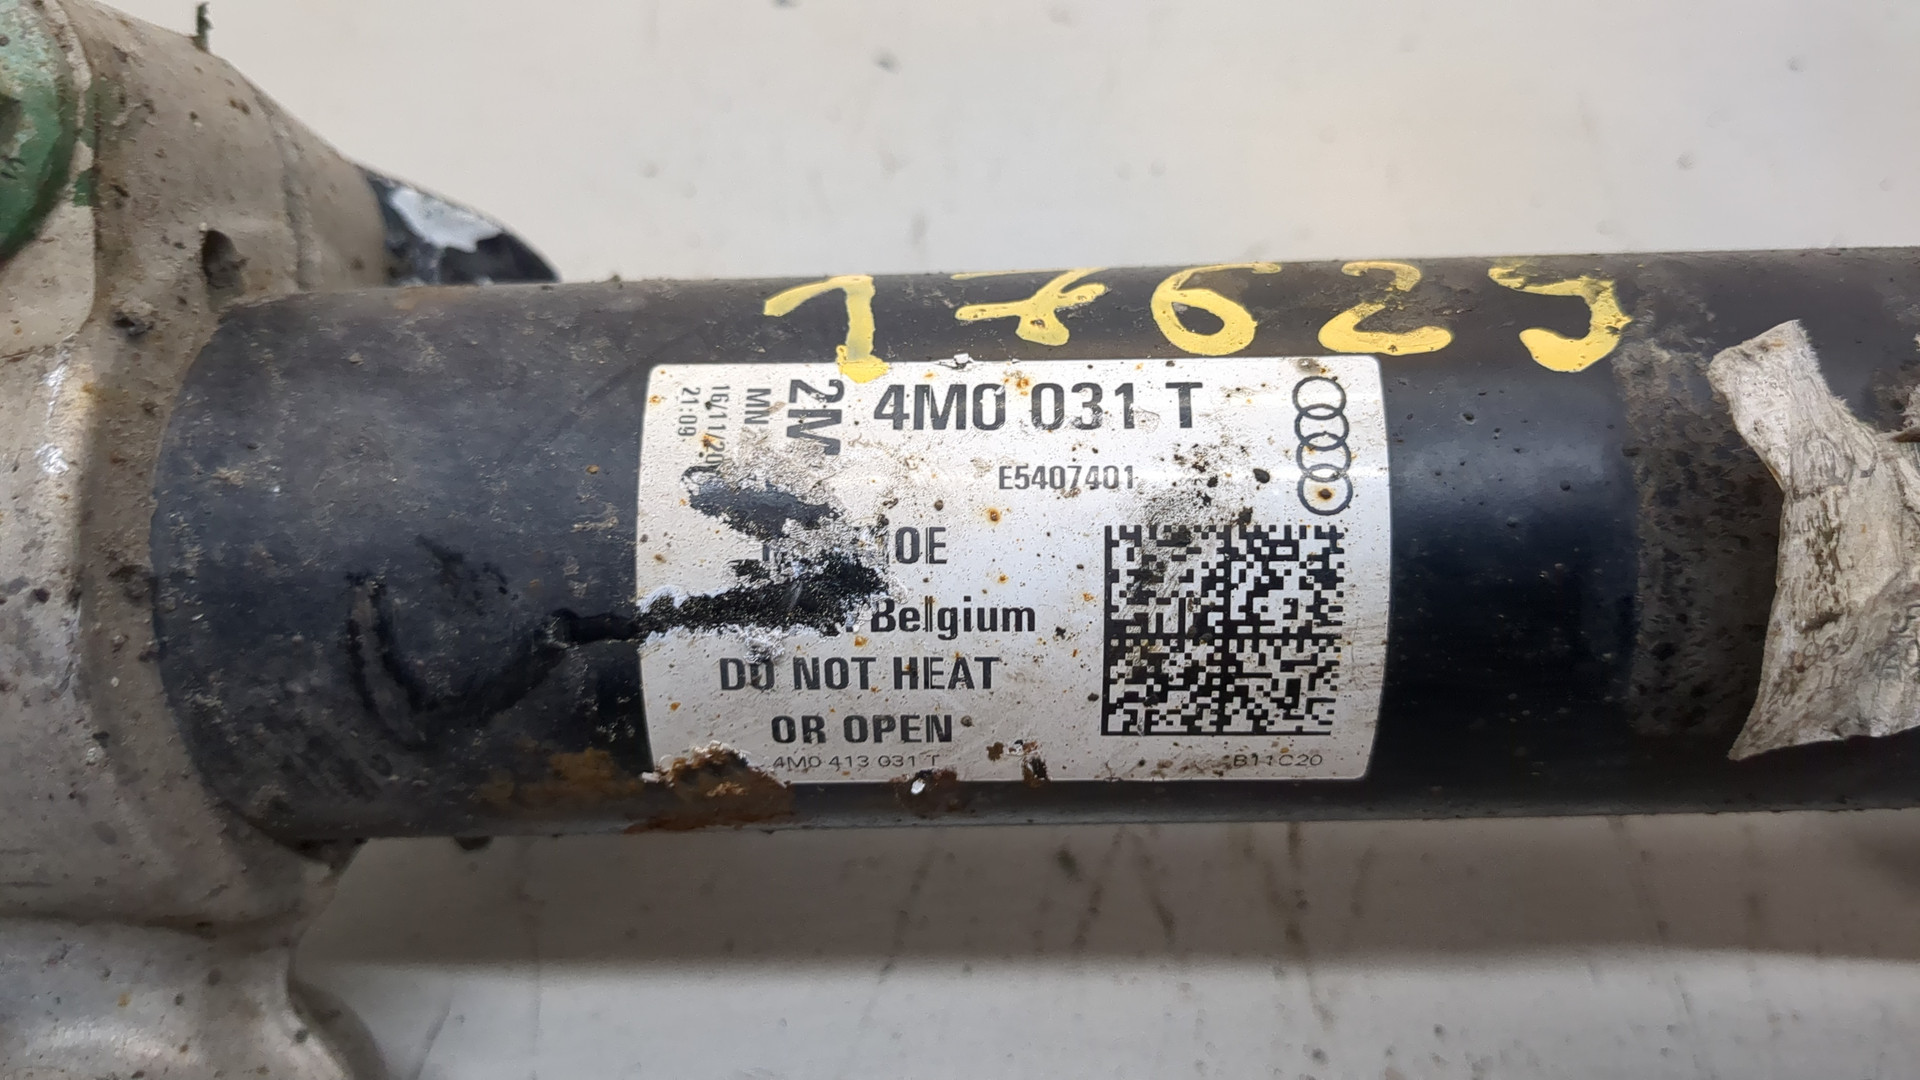 17625
4M0 031 T
2M
MN
16/11/20
21:09
E5407401
OE
Belgium
DO NOT HEAT
OR OPEN
4M0 413 031 T
B11C20